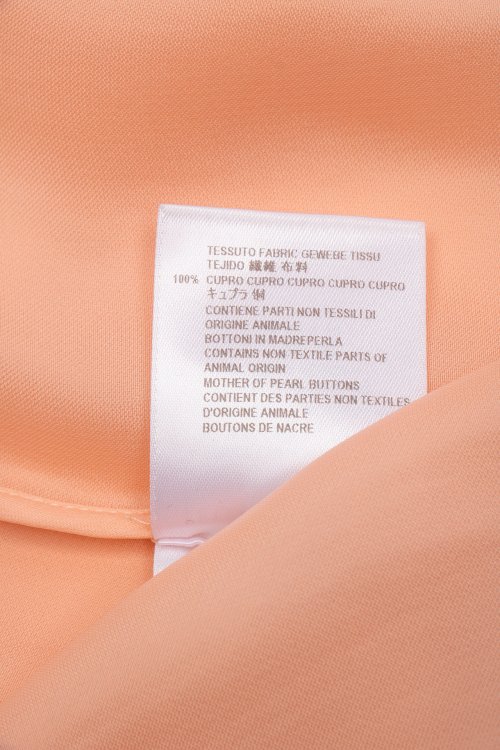 TESSUTO FABRIC GEWEBE TISSU
TEJIDO 纖維 布料
100% CUPRO CUPRO CUPRO CUPRO CUPRO
キュプラ 銅
CONTIENE PARTI NON TESSILI DI
ORIGINE ANIMALE
BOTTONI IN MADREPERLA
CONTAINS NON TEXTILE PARTS OF
ANIMAL ORIGIN
MOTHER OF PEARL BUTTONS
CONTIENT DES PARTIES NON TEXTILES
D'ORIGINE ANIMALE
BOUTONS DE NACRE